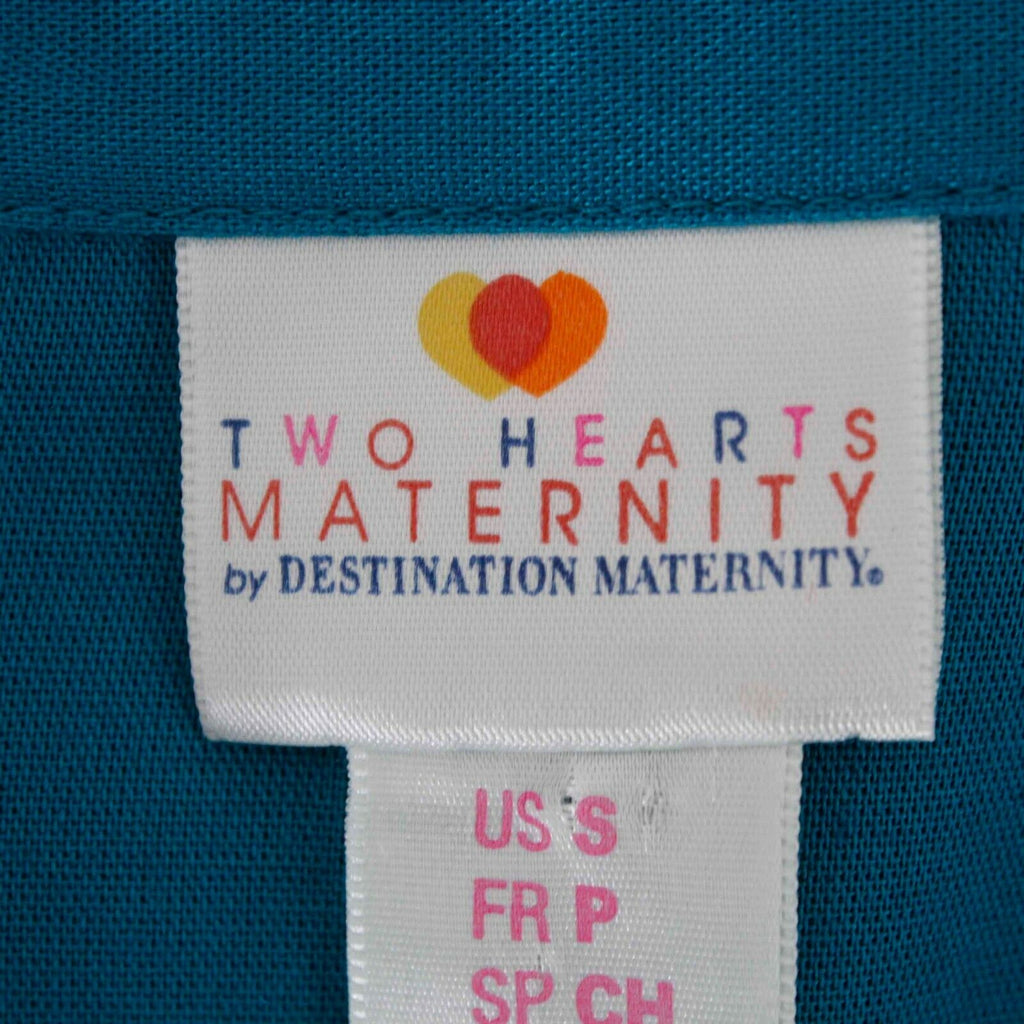 TWO HEARTS
MATERNITY
by DESTINATION MATERNITY®
US S
FR P
SP CH